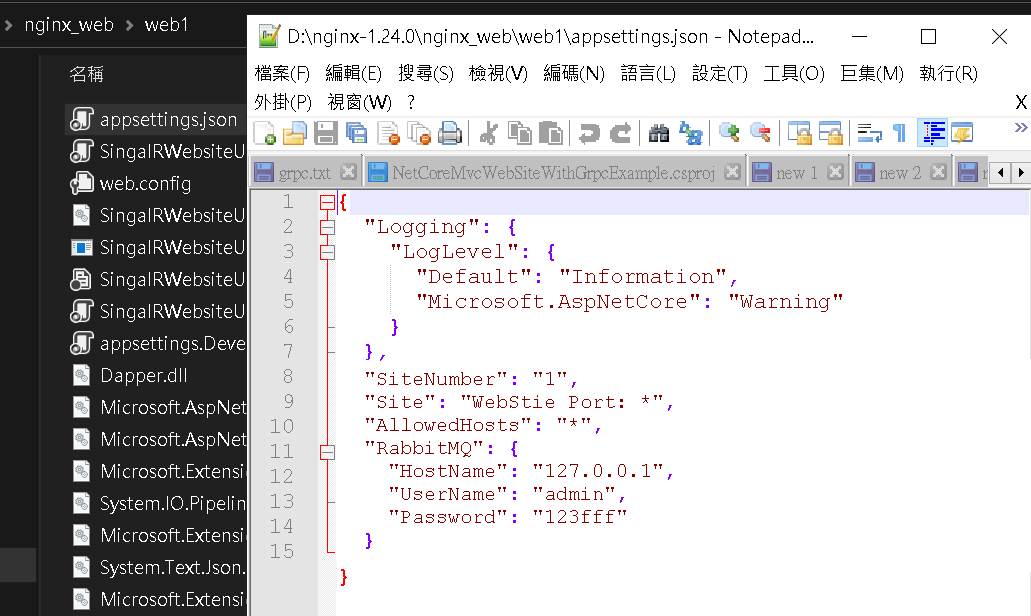 nginx_web > web1
名稱
appsettings.json
SingalRWebsiteU
web.config
SingalRWebsiteU
SingalRWebsiteU
SingalRWebsiteU
SingalRWebsiteU
appsettings.Deve
Dapper.dll
Microsoft.AspNet
Microsoft.AspNet
Microsoft.Extensi
System.IO.Pipelin
Microsoft.Extensi
System.Text.Json.
Microsoft.Extensi
D:\nginx-1.24.0\nginx_web\web1\appsettings.json - Notepad...
檔案(F) 編輯(E) 搜尋(S) 檢視(V) 編碼(N) 語言(L) 設定(T) 工具(O) 巨集(M) 執行(R)
外掛(P) 視窗(W) ? X
grpc.txt NetCoreMvcWebSiteWithGrpcExample.csproj new 1 new 2
1 {
2 "Logging": {
3 "LogLevel": {
4 "Default": "Information",
5 "Microsoft.AspNetCore": "Warning"
6 }
7 },
8 "SiteNumber": "1",
9 "Site": "WebStie Port: *",
10 "AllowedHosts": "*",
11 "RabbitMQ": {
12 "HostName": "127.0.0.1",
13 "UserName": "admin",
14 "Password": "123fff"
15 }
}